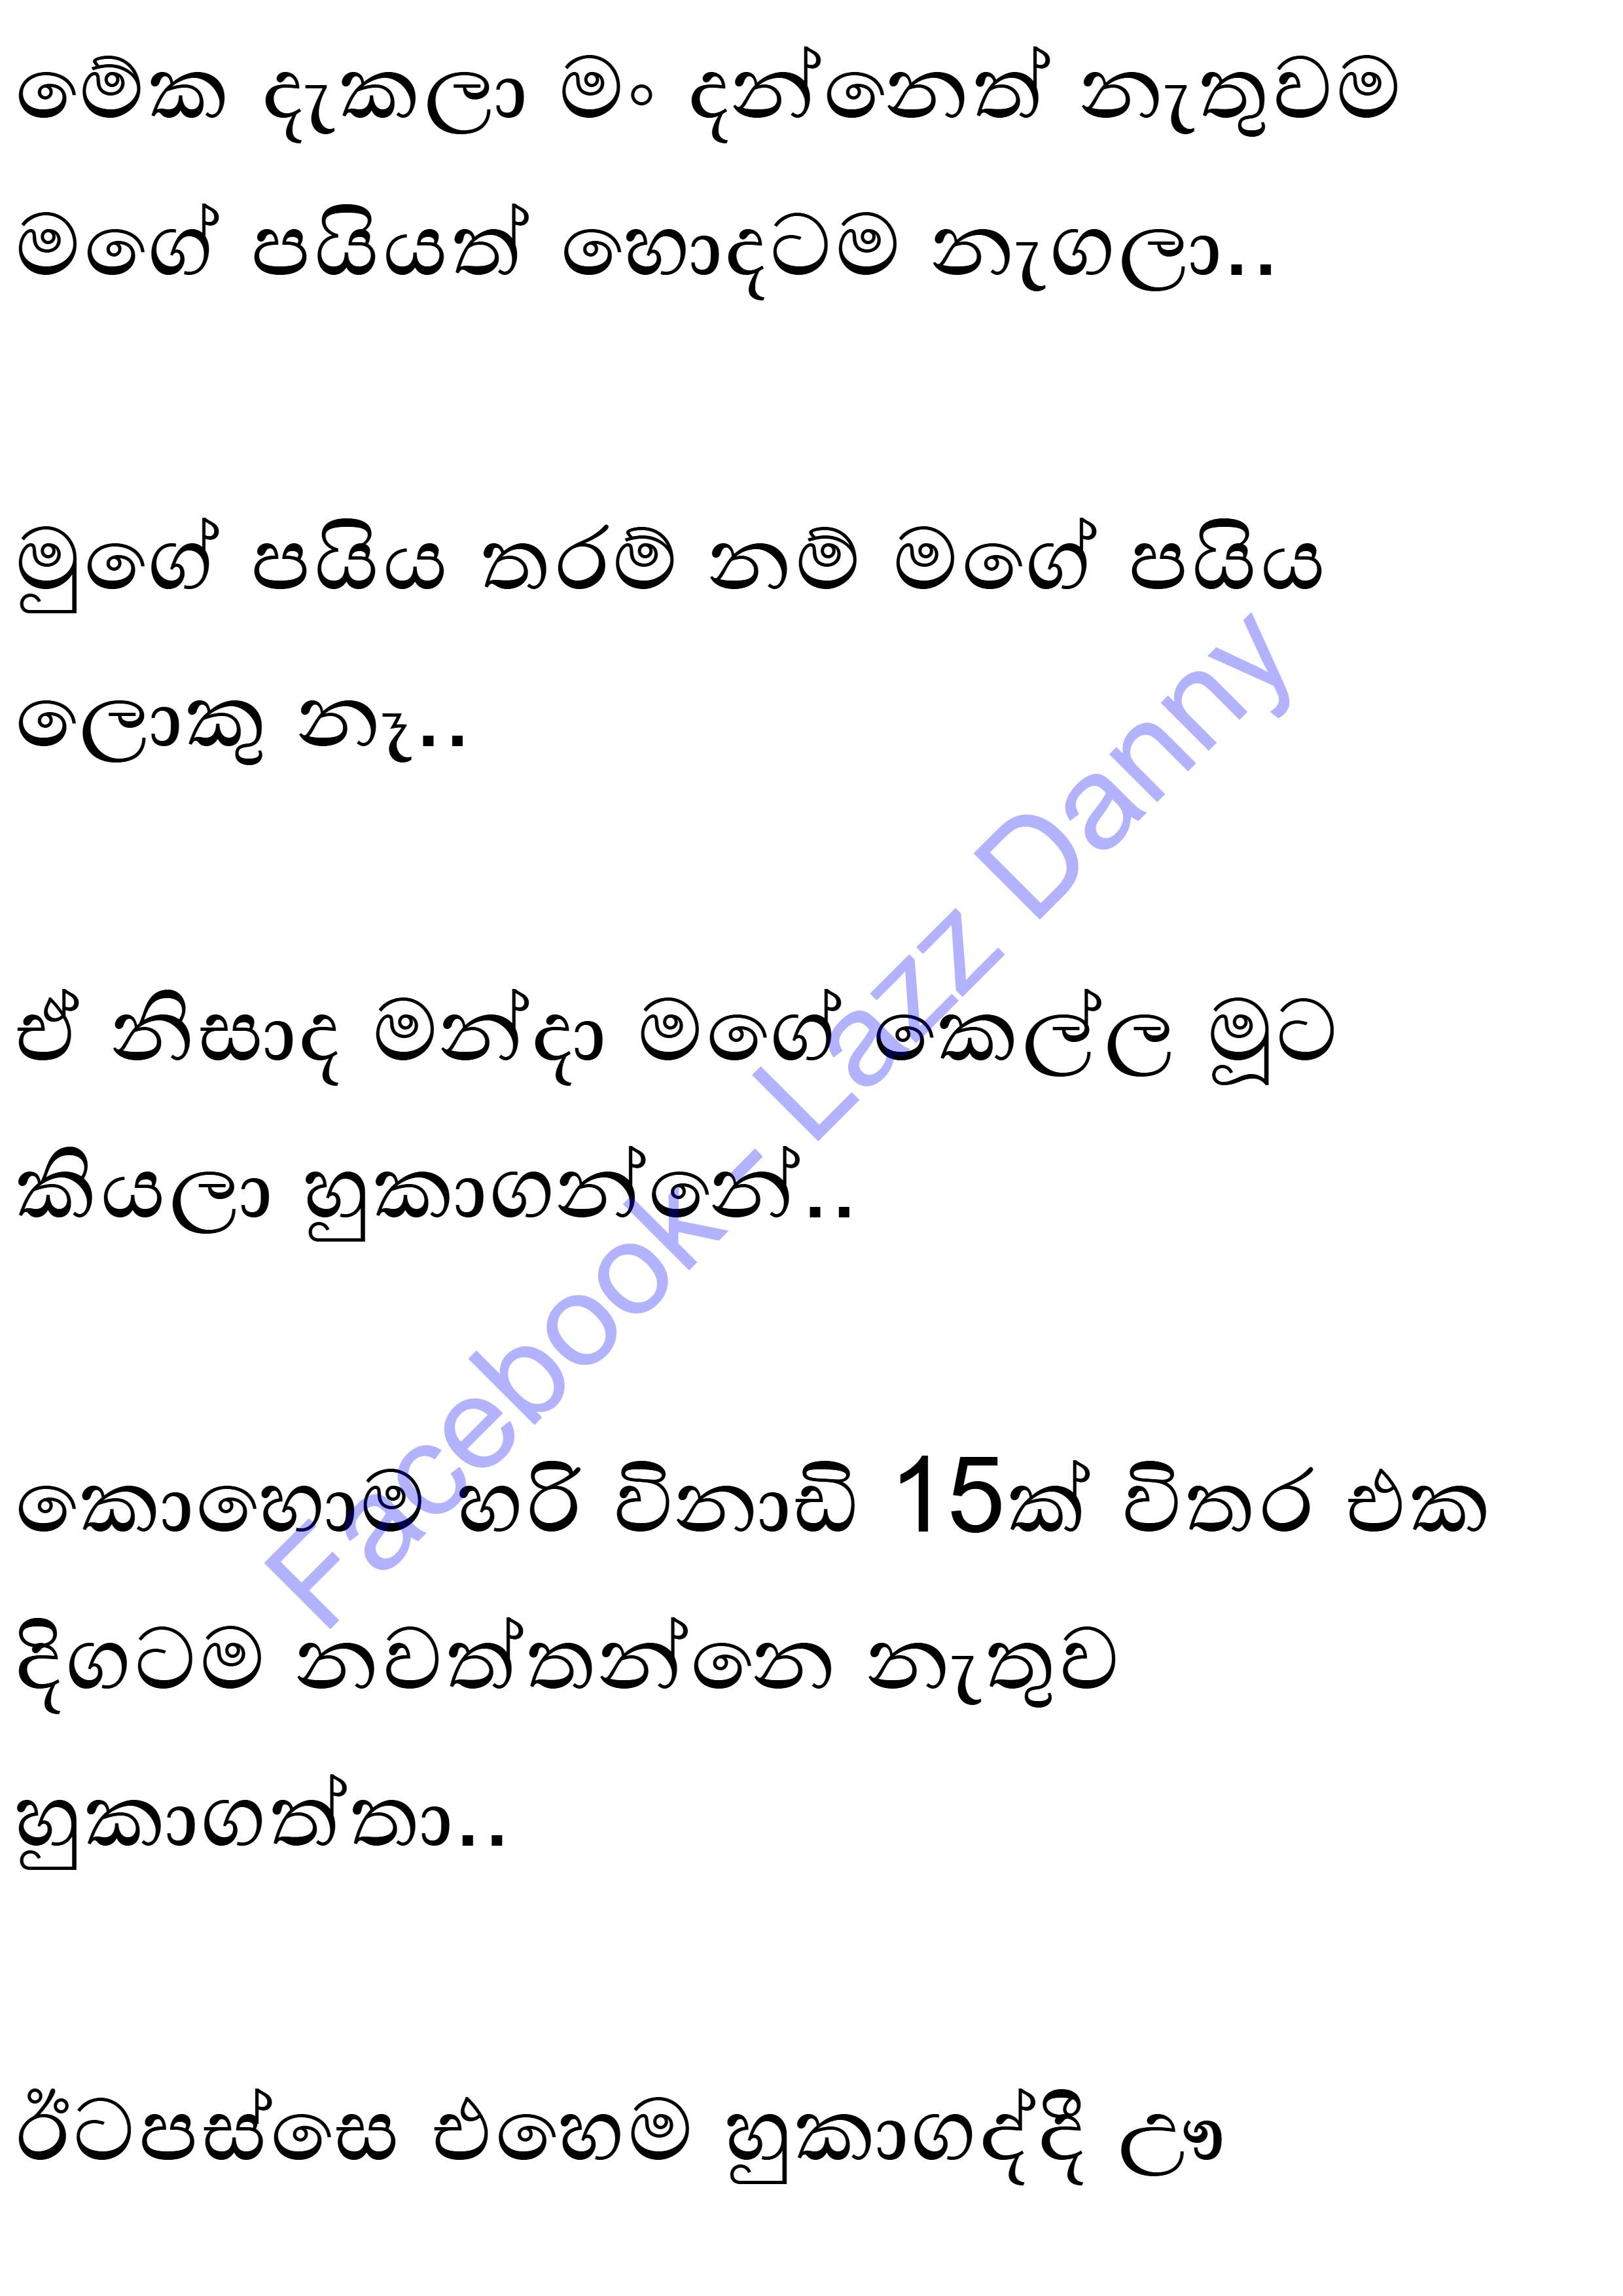 මේක දැකලා මං දන්නෙත් නැතුවම
මගේ පයියත් හොදටම නැගලා..
මුගේ පයිය තරම් නම් මගේ පයිය
ලොකු නෑ..
ඒ නිසාද මන්දා මගේ කෙල්ල මූට
කියලා හුකාගන්නේ..
කොහොම හරි විනාඩි 15ක් විතර එක
දිගටම නවත්තන්නෙ නැතුව
හුකාගත්තා..
ඊටපස්සෙ එහෙම හුකාගද්දී ඌ
Facebook- Lazz Danny